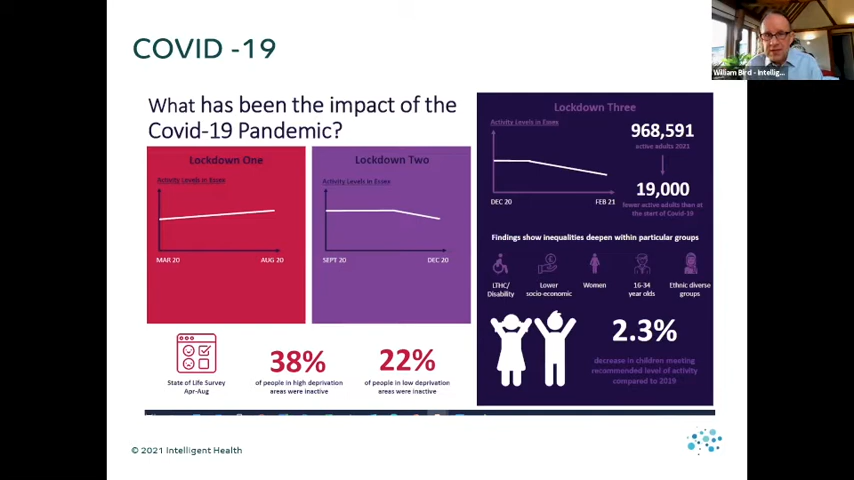 COVID -19
William Bird - Intellig...
What has been the impact of the
Covid-19 Pandemic?
Lockdown One
Activity Levels in Essex
MAR 20
AUG 20
Lockdown Two
Activity Levels in Essex
SEPT 20
DEC 20
Lockdown Three
Activity Levels in Essex
DEC 20
FEB 21
968,591
active adults 2021
19,000
fewer active adults than at
the start of Covid-19
Findings show inequalities deepen within particular groups
LTHC/
Disability
Lower
socio-economic
Women
16-34
year olds
Ethnic diverse
groups
2.3%
decrease in children meeting
recommended level of activity
compared to 2019
State of Life Survey
Apr-Aug
38%
of people in high deprivation
areas were inactive
22%
of people in low deprivation
areas were inactive
© 2021 Intelligent Health